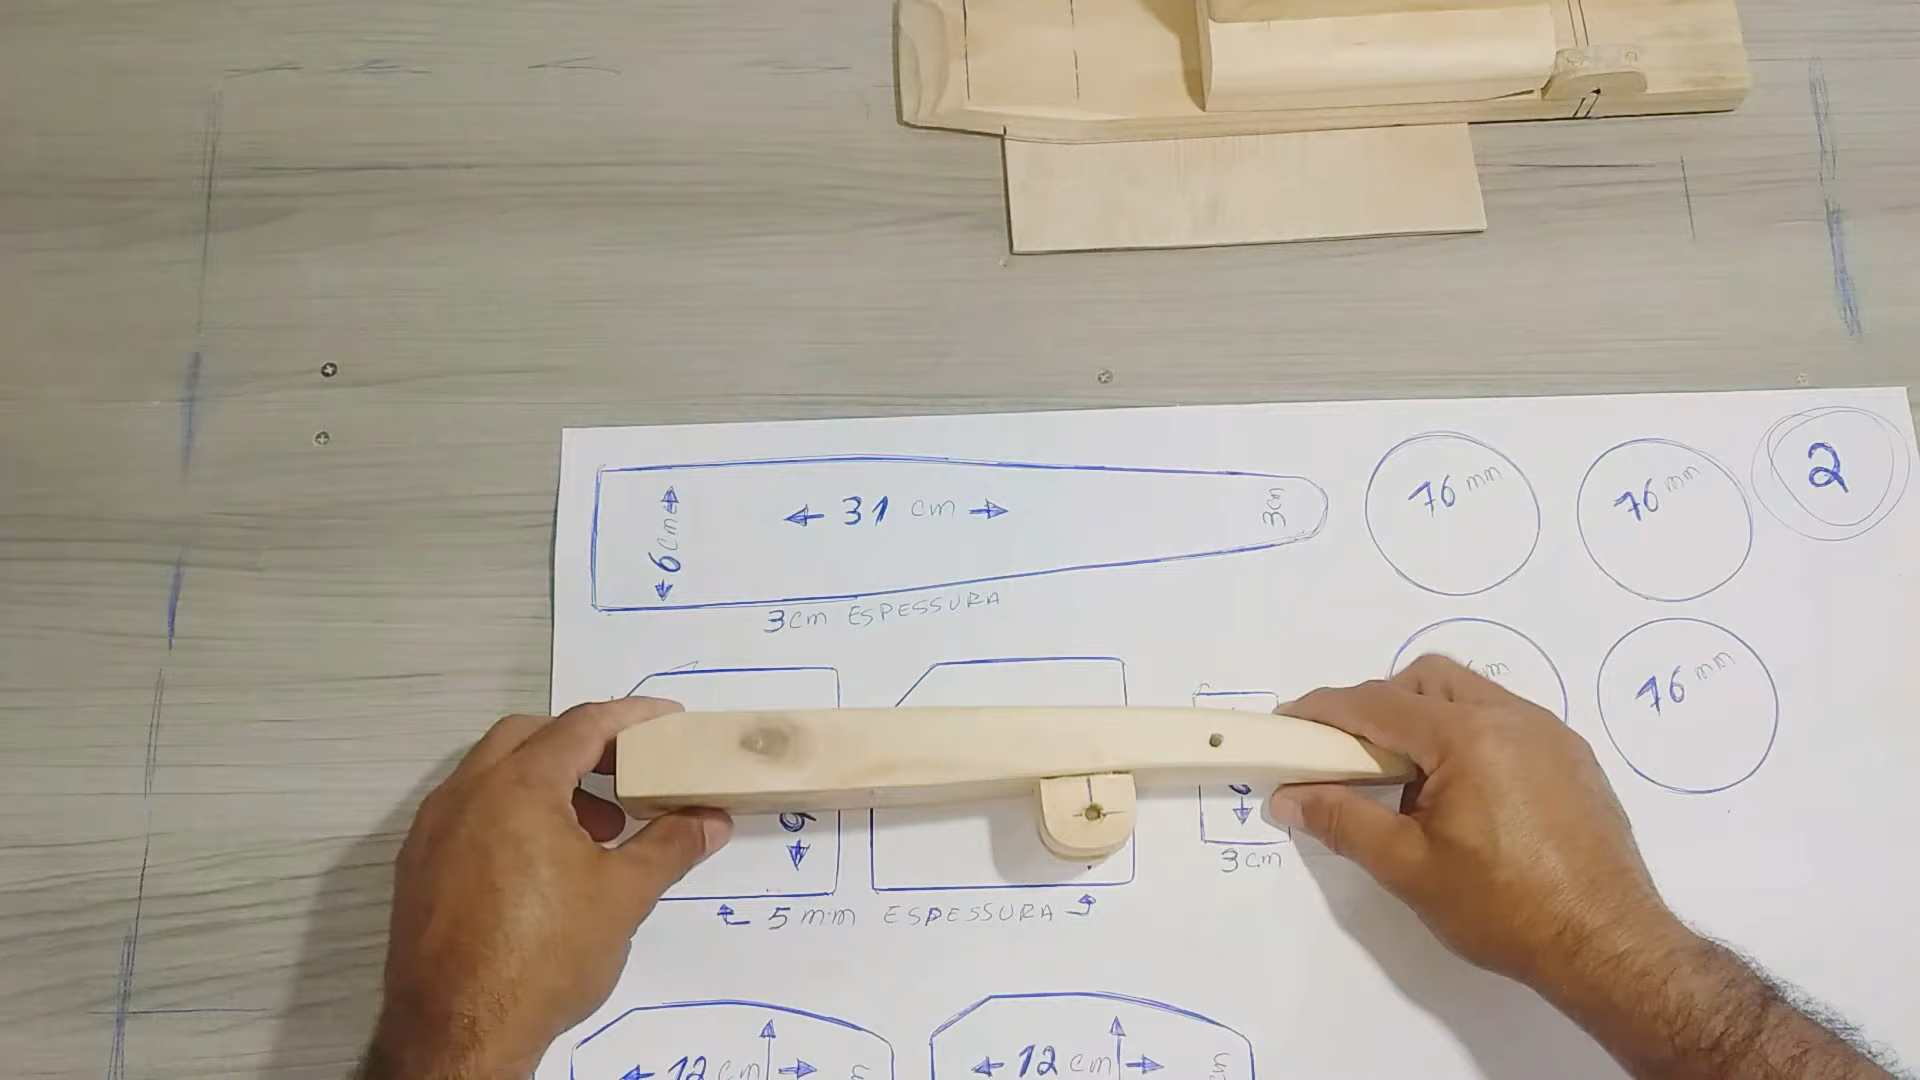 6cm
31 cm
3cm
76 mm
76 mm
2
3cm ESPESSURA
76 mm
3cm
5 mm ESPESSURA
12 cm
12 cm